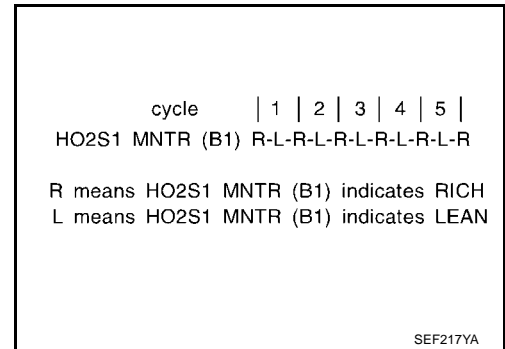 cycle | 1 | 2 | 3 | 4 | 5 |
HO2S1 MNTR (B1) R-L-R-L-R-L-R-L-R-L-R
R means HO2S1 MNTR (B1) indicates RICH
L means HO2S1 MNTR (B1) indicates LEAN
SEF217YA